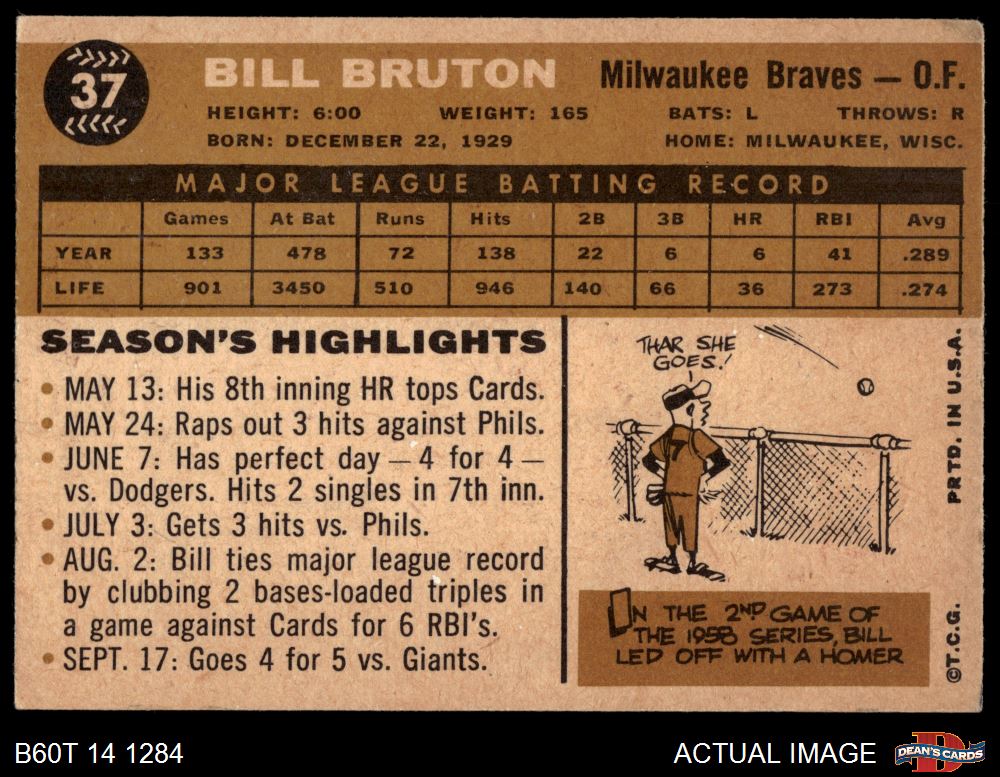 37
BILL BRUTON Milwaukee Braves — O.F.
HEIGHT: 6:00 WEIGHT: 165 BATS: L THROWS: R
BORN: DECEMBER 22, 1929 HOME: MILWAUKEE, WISC.
MAJOR LEAGUE BATTING RECORD
Games At Bat Runs Hits 2B 3B HR RBI Avg
YEAR 133 478 72 138 22 6 6 41 .289
LIFE 901 3450 510 946 140 66 36 273 .274
SEASON'S HIGHLIGHTS
• MAY 13: His 8th inning HR tops Cards.
• MAY 24: Raps out 3 hits against Phils.
• JUNE 7: Has perfect day — 4 for 4 —
vs. Dodgers. Hits 2 singles in 7th inn.
• JULY 3: Gets 3 hits vs. Phils.
• AUG. 2: Bill ties major league record
by clubbing 2 bases-loaded triples in
a game against Cards for 6 RBI's.
• SEPT. 17: Goes 4 for 5 vs. Giants.
THAR SHE
GOES!
7
ON THE 2ND GAME OF
THE 1958 SERIES, BILL
LED OFF WITH A HOMER
©T.C.G. PRTD. IN U.S.A.
B60T 14 1284 ACTUAL IMAGE
D
DEAN'S CARDS